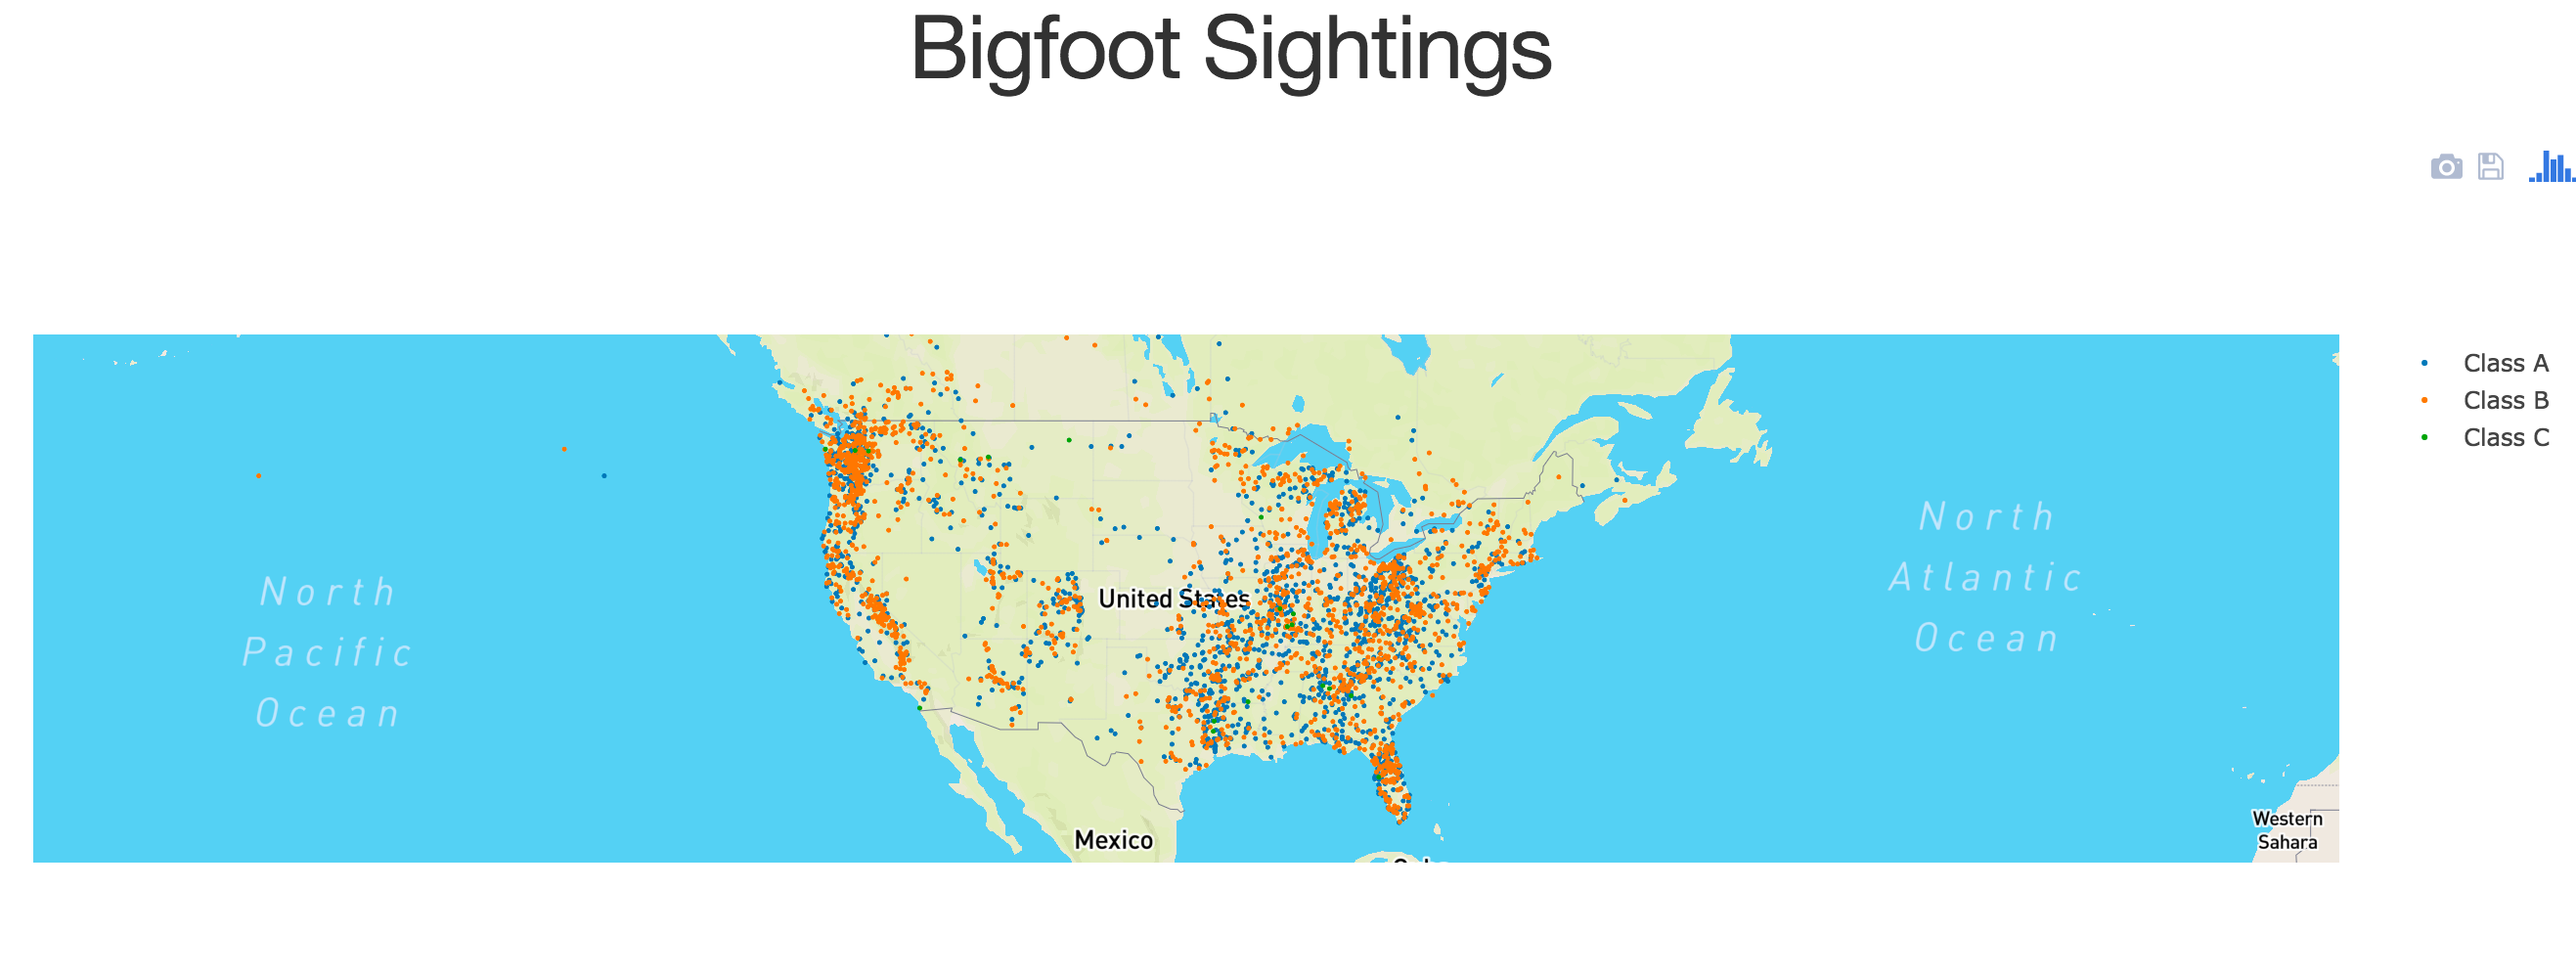 Bigfoot Sightings
Class A
Class B
Class C
North
Pacific
Ocean
United States
North
Atlantic
Ocean
Mexico
Western
Sahara